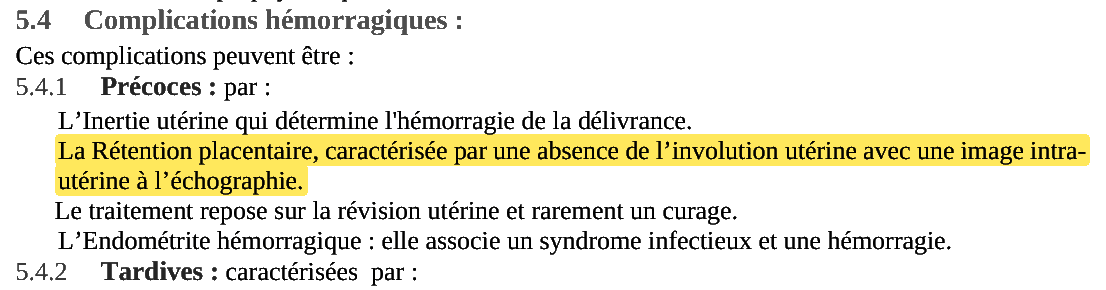 5.4 Complications hémorragiques :
Ces complications peuvent être :
5.4.1 Précoces : par :
L’Inertie utérine qui détermine l'hémorragie de la délivrance.
La Rétention placentaire, caractérisée par une absence de l’involution utérine avec une image intra-
utérine à l’échographie.
Le traitement repose sur la révision utérine et rarement un curage.
L’Endométrite hémorragique : elle associe un syndrome infectieux et une hémorragie.
5.4.2 Tardives : caractérisées par :